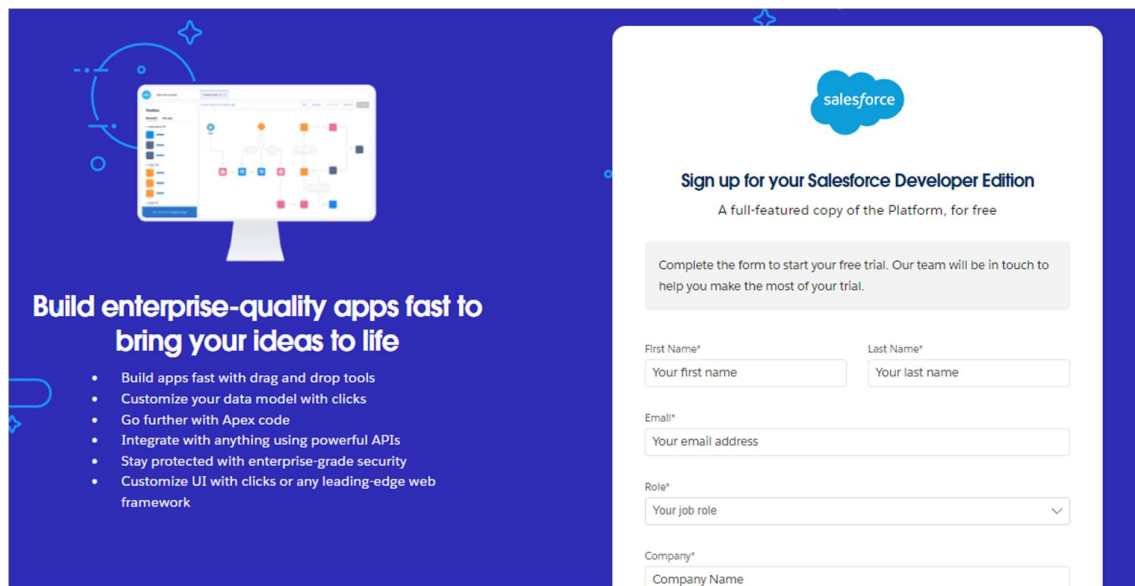 Build enterprise-quality apps fast to
bring your ideas to life
• Build apps fast with drag and drop tools
• Customize your data model with clicks
• Go further with Apex code
• Integrate with anything using powerful APIs
• Stay protected with enterprise-grade security
• Customize UI with clicks or any leading-edge web
framework
salesforce
Sign up for your Salesforce Developer Edition
A full-featured copy of the Platform, for free
Complete the form to start your free trial. Our team will be in touch to
help you make the most of your trial.
First Name* Last Name*
Your first name Your last name
Email*
Your email address
Role*
Your job role
Company*
Company Name